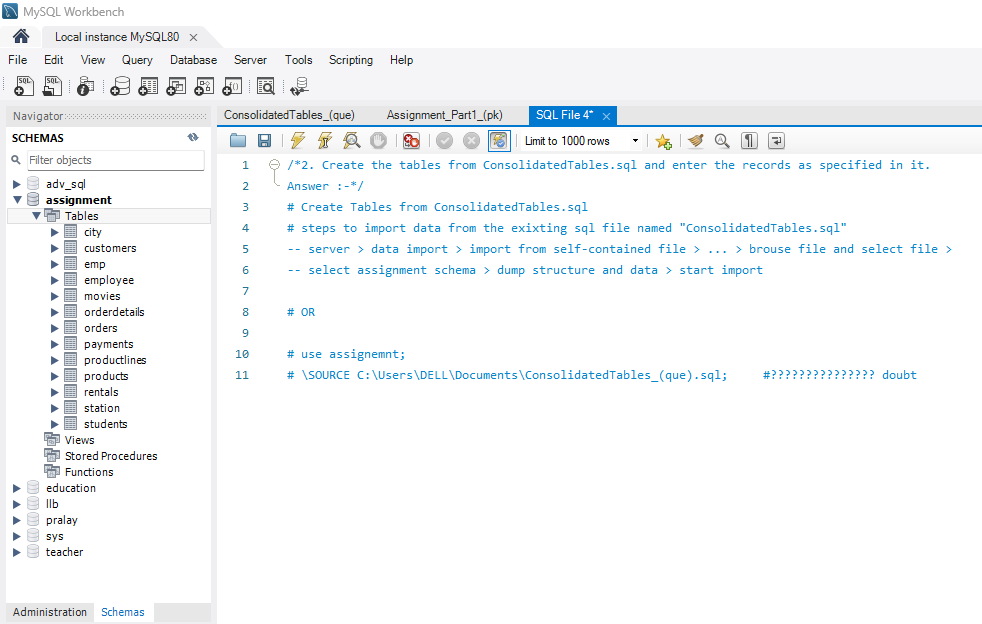 MySQL Workbench
Local instance MySQL80
File Edit View Query Database Server Tools Scripting Help
Navigator
SCHEMAS
Filter objects
adv_sql
assignment
Tables
city
customers
emp
employee
movies
orderdetails
orders
payments
productlines
products
rentals
station
students
Views
Stored Procedures
Functions
education
llb
pralay
sys
teacher
Administration Schemas
ConsolidatedTables_(que) Assignment_Part1_(pk) SQL File 4*
Limit to 1000 rows
1 /*2. Create the tables from ConsolidatedTables.sql and enter the records as specified in it.
2 Answer :-*/
3 # Create Tables from ConsolidatedTables.sql
4 # steps to import data from the exixting sql file named "ConsolidatedTables.sql"
5 -- server > data import > import from self-contained file > ... > brouse file and select file >
6 -- select assignment schema > dump structure and data > start import
7
8 # OR
9
10 # use assignemnt;
11 # \SOURCE C:\Users\DELL\Documents\ConsolidatedTables_(que).sql; #??????????????? doubt